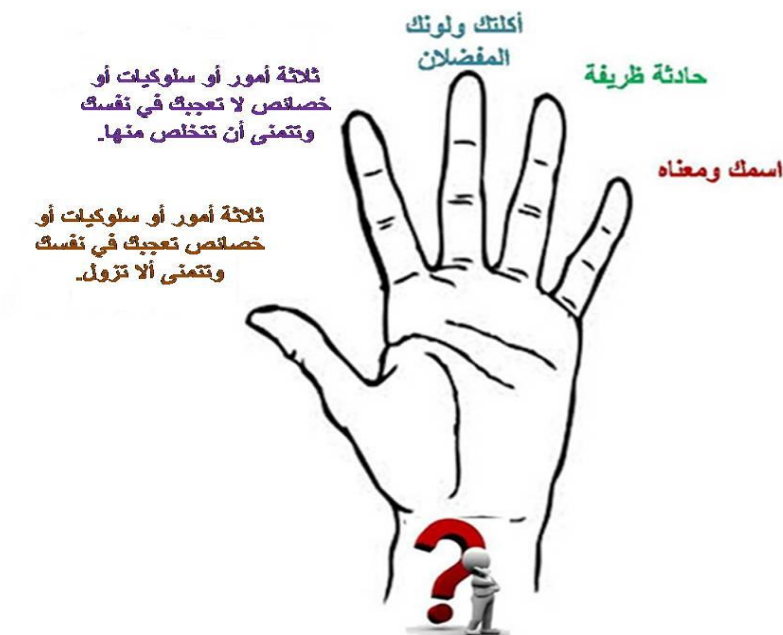 أكلتك ولونك
المفضلان
حادثة ظريفة
اسمك ومعناه
ثلاثة أمور أو سلوكيات أو
خصائص لا تعجبك في نفسك
وتتمنى أن تتخلص منها.
ثلاثة أمور أو سلوكيات أو
خصائص تعجبك في نفسك
وتتمنى ألا تزول.
?